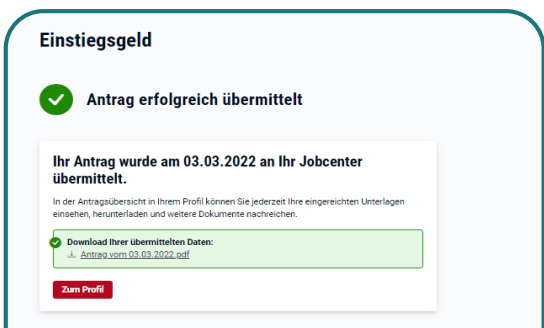 Einstiegsgeld
Antrag erfolgreich übermittelt
Ihr Antrag wurde am 03.03.2022 an Ihr Jobcenter
übermittelt.
In der Antragsübersicht in Ihrem Profil können Sie jederzeit Ihre eingereichten Unterlagen
einsehen, herunterladen und weitere Dokumente nachreichen.
Download Ihrer übermittelten Daten:
Antrag vom 03.03.2022.pdf
Zum Profil